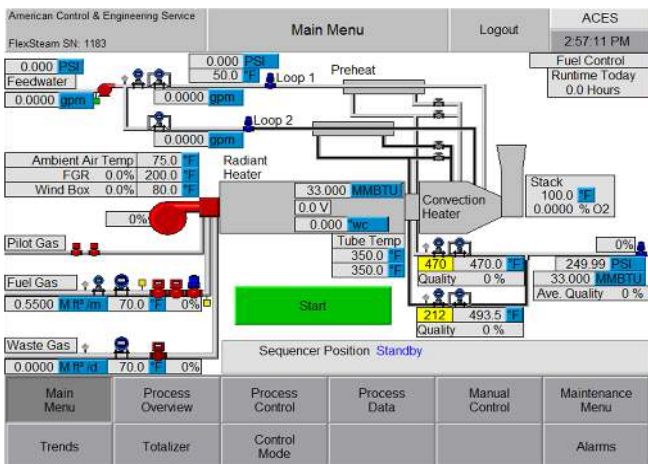 American Control & Engineering Service
FlexSteam SN: 1183
Main Menu
Logout
ACES
2:57:11 PM
Fuel Control
Runtime Today
0.0 Hours
0.000 PSI
Feedwater
0.0000 gpm
0.000 PSI
50.0 °F
Loop 1
0.0000 gpm
Preheat
Loop 2
0.0000 gpm
Ambient Air Temp 75.0 °F
FGR 0.0% 200.0 °F
Wind Box 0.0% 80.0 °F
0%
Radiant
Heater
33.000 MMBTU
0.0 V
0.000 "wc
Tube Temp
350.0 °F
350.0 °F
Convection
Heater
Stack
100.0 °F
0.0000 % O2
Pilot Gas
Fuel Gas
0.5500 M ft³ /m 70.0 °F 0%
Waste Gas
0.0000 M ft³ /d 70.0 °F 0%
Start
470 470.0 °F
Quality 0 %
212 493.5 °F
Quality 0 %
0%
249.99 PSI
33.000 MMBTU
Ave. Quality 0 %
Sequencer Position Standby
Main
Menu
Process
Overview
Process
Control
Process
Data
Manual
Control
Maintenance
Menu
Trends
Totalizer
Control
Mode
Alarms